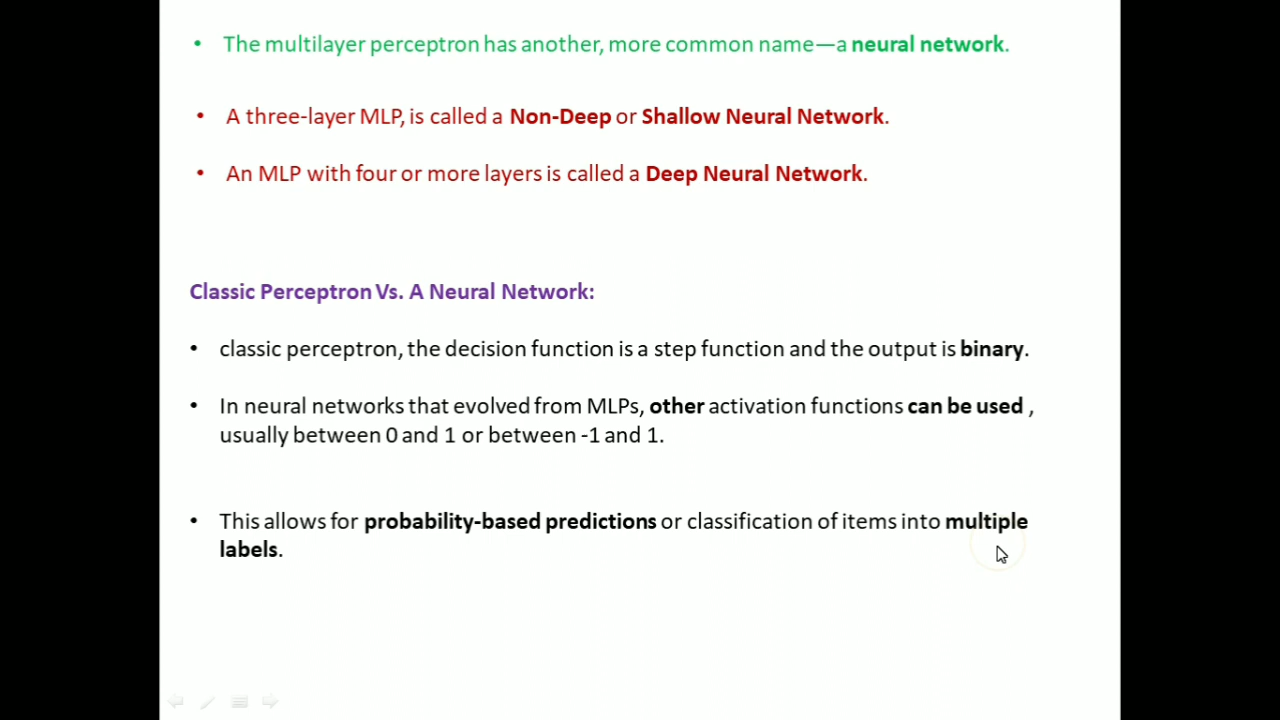 • The multilayer perceptron has another, more common name—a neural network.
• A three-layer MLP, is called a Non-Deep or Shallow Neural Network.
• An MLP with four or more layers is called a Deep Neural Network.
Classic Perceptron Vs. A Neural Network:
• classic perceptron, the decision function is a step function and the output is binary.
• In neural networks that evolved from MLPs, other activation functions can be used ,
usually between 0 and 1 or between -1 and 1.
• This allows for probability-based predictions or classification of items into multiple
labels.